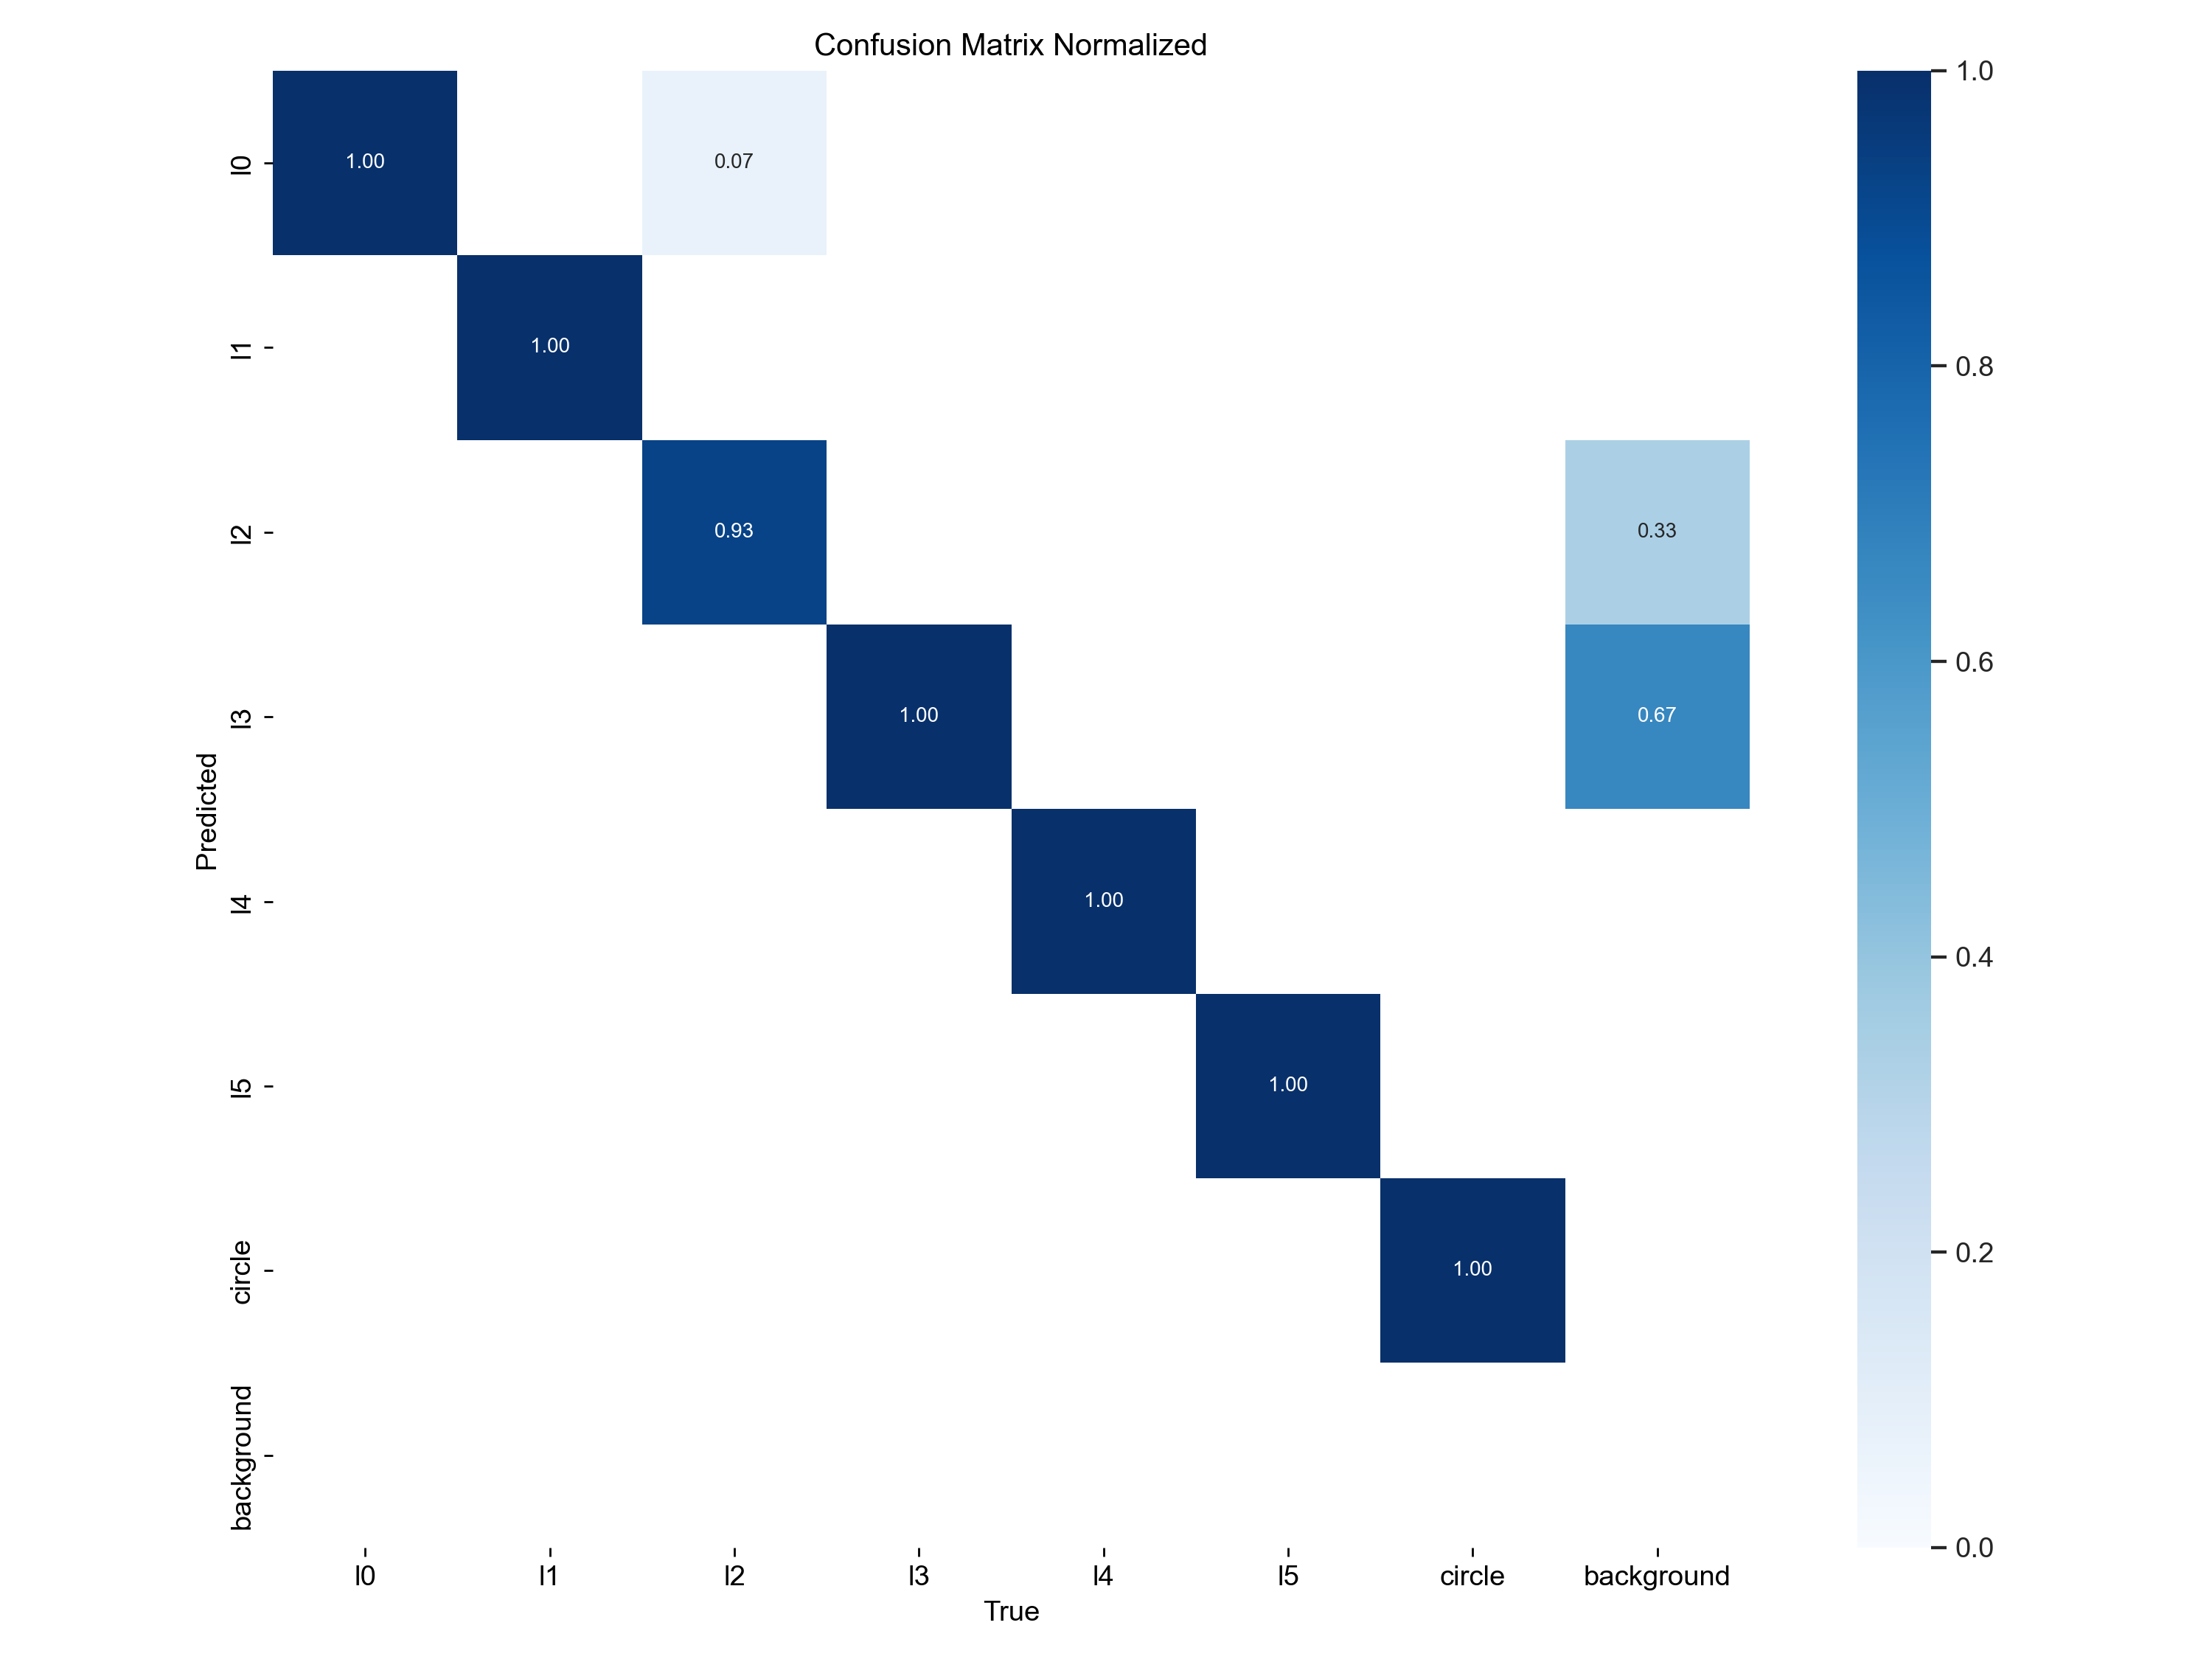 Confusion Matrix Normalized
l0
1.00
0.07
l1
1.00
l2
0.93
0.33
l3
1.00
0.67
l4
1.00
l5
1.00
circle
1.00
background
Predicted
l0 l1 l2 l3 l4 l5 circle background
True
1.0
0.8
0.6
0.4
0.2
0.0